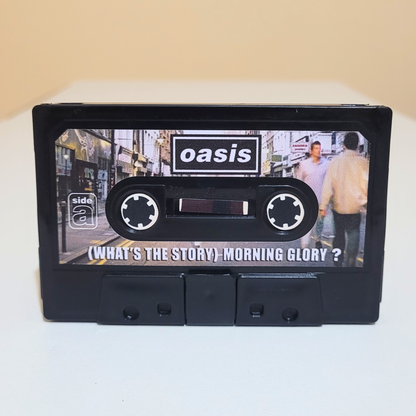 oasis
side
a
(WHAT'S THE STORY) MORNING GLORY ?